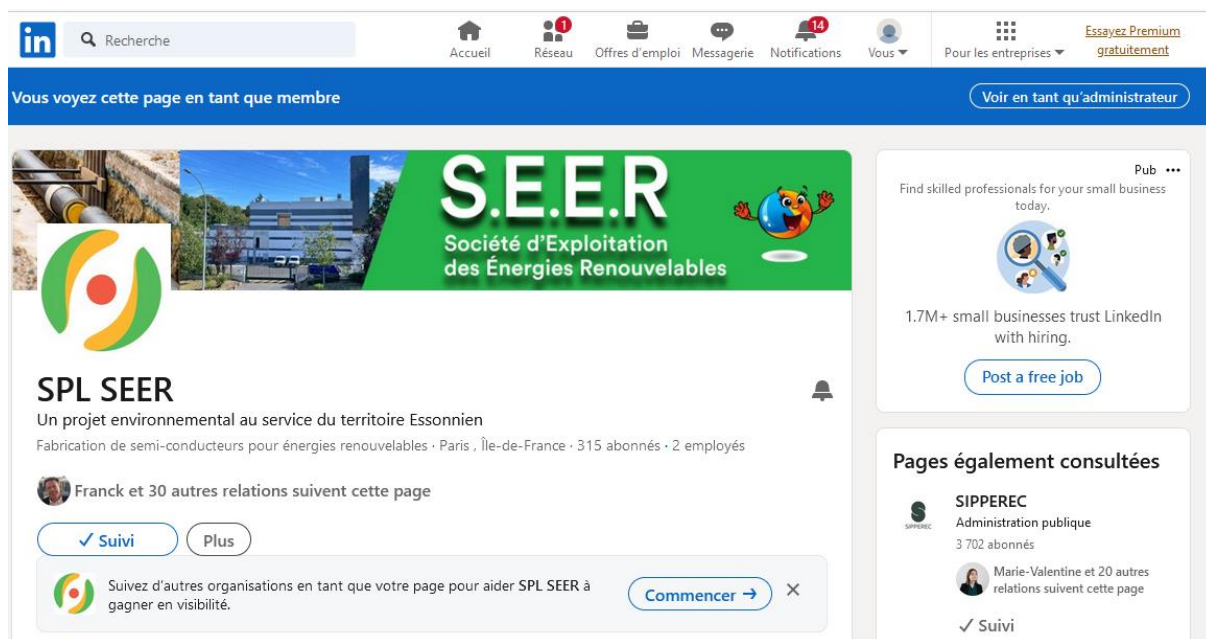 in
Recherche
Accueil
1
Réseau
Offres d'emploi
Messagerie
14
Notifications
Vous
Pour les entreprises
Essayez Premium
gratuitement
Vous voyez cette page en tant que membre
Voir en tant qu'administrateur
S.E.E.R
Société d'Exploitation
des Énergies Renouvelables
SPL SEER
Un projet environnemental au service du territoire Essonnien
Fabrication de semi-conducteurs pour énergies renouvelables · Paris , Île-de-France · 315 abonnés · 2 employés
Franck et 30 autres relations suivent cette page
✓ Suivi
Plus
Suivez d'autres organisations en tant que votre page pour aider SPL SEER à
gagner en visibilité.
Commencer →
Pub
Find skilled professionals for your small business
today.
1.7M+ small businesses trust LinkedIn
with hiring.
Post a free job
Pages également consultées
SIPPEREC
SIPPEREC
Administration publique
3 702 abonnés
Marie-Valentine et 20 autres
relations suivent cette page
✓ Suivi